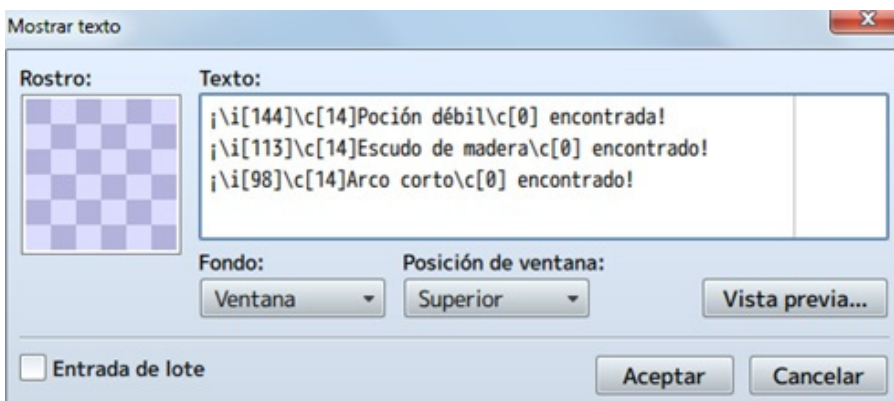 Mostrar texto
Rostro:
Texto:
¡\i[144]\c[14]Poción débil\c[0] encontrada!
¡\i[113]\c[14]Escudo de madera\c[0] encontrado!
¡\i[98]\c[14]Arco corto\c[0] encontrado!
Fondo:
Posición de ventana:
Ventana
Superior
Vista previa...
Entrada de lote
Aceptar
Cancelar